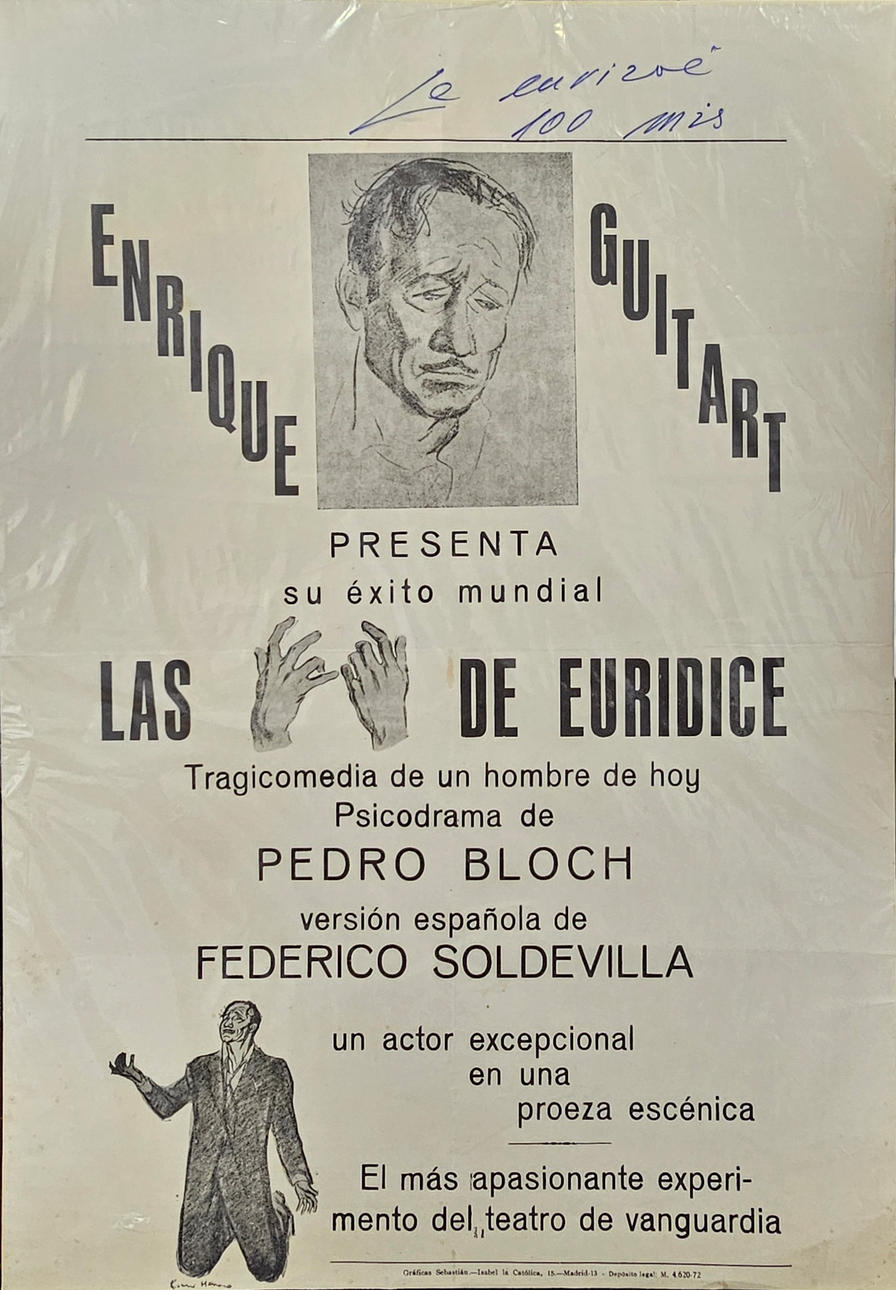 100 mis
ENRIQUE GUITART
PRESENTA
su éxito mundial
LAS DE EURIDICE
Tragicomedia de un hombre de hoy
Psicodrama de
PEDRO BLOCH
versión española de
FEDERICO SOLDEVILLA
un actor excepcional
en una
proeza escénica
El más apasionante experi-
mento del teatro de vanguardia
Gráficas Sebastián.—Isabel la Católica, 15.—Madrid-13 - Depósito legal: M. 4.620-72